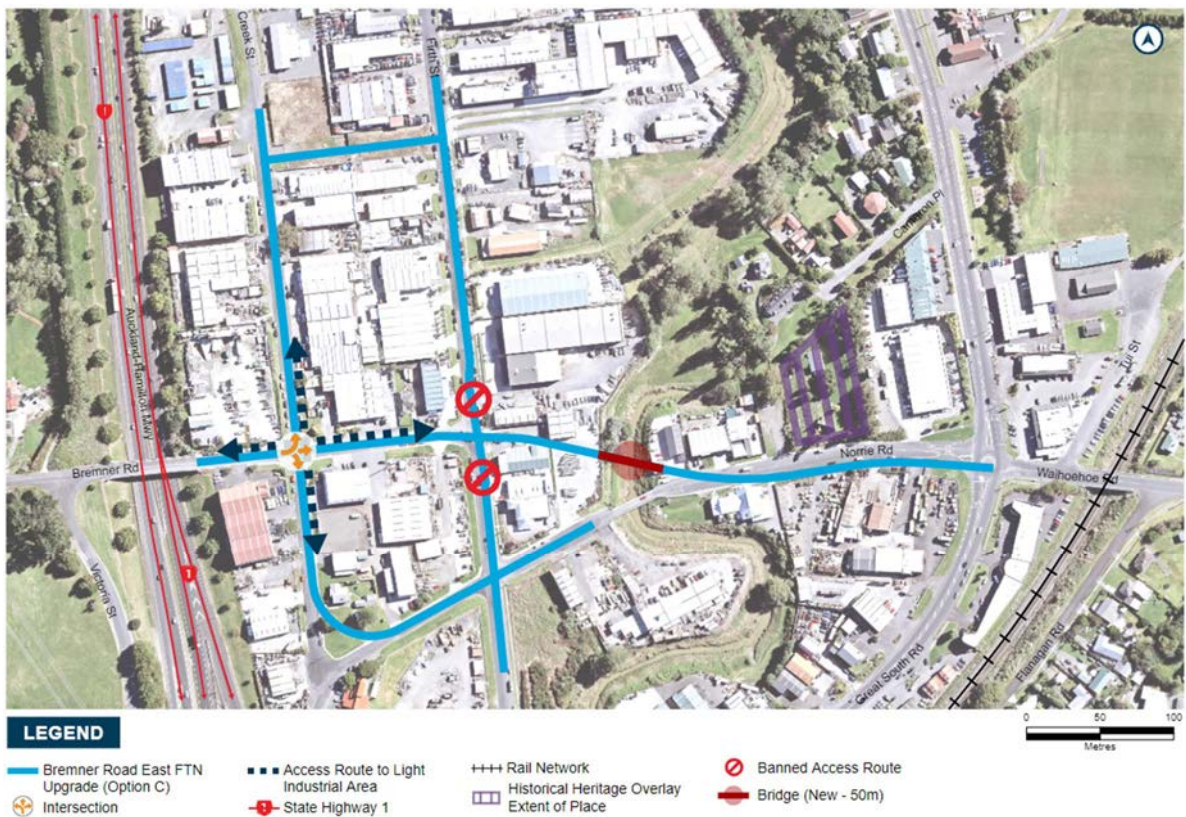 Creek St
Firth St
1
Auckland-Hamilton Mwy
Cameron Pl
Tui St
Bremner Rd
Norrie Rd
Waihoehoe Rd
Victoria St
1
Great South Rd
Flanagan Rd
LEGEND
0 50 100
Metres
Bremner Road East FTN
Upgrade (Option C)
Intersection
Access Route to Light
Industrial Area
1 State Highway 1
Rail Network
Historical Heritage Overlay
Extent of Place
Banned Access Route
Bridge (New - 50m)